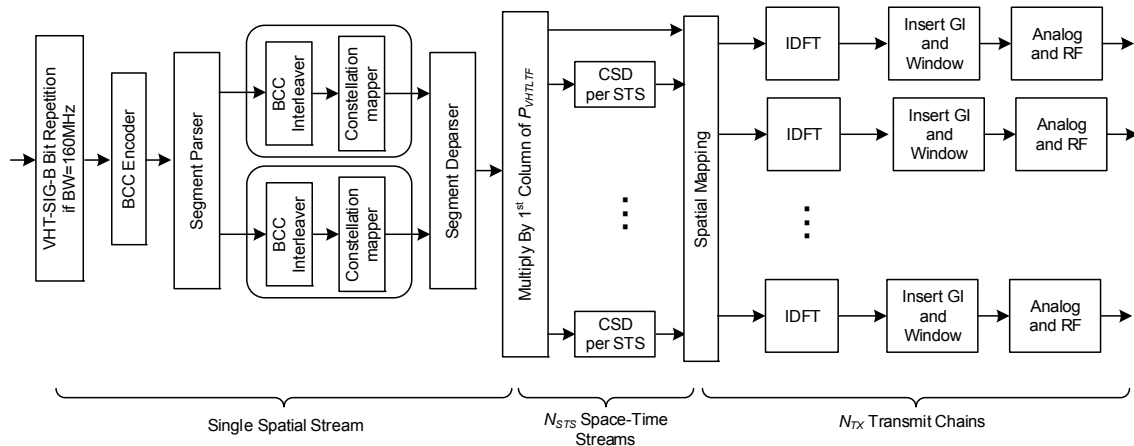 VHT-SIG-B Bit Repetition
if BW=160MHz
BCC Encoder
Segment Parser
BCC
Interleaver
Constellation
mapper
BCC
Interleaver
Constellation
mapper
Segment Deparser
Multiply By 1st Column of PVHTLTF
CSD
per STS
CSD
per STS
Spatial Mapping
IDFT
Insert GI
and
Window
Analog
and RF
IDFT
Insert GI
and
Window
Analog
and RF
IDFT
Insert GI
and
Window
Analog
and RF
Single Spatial Stream
NSTS Space-Time
Streams
NTX Transmit Chains